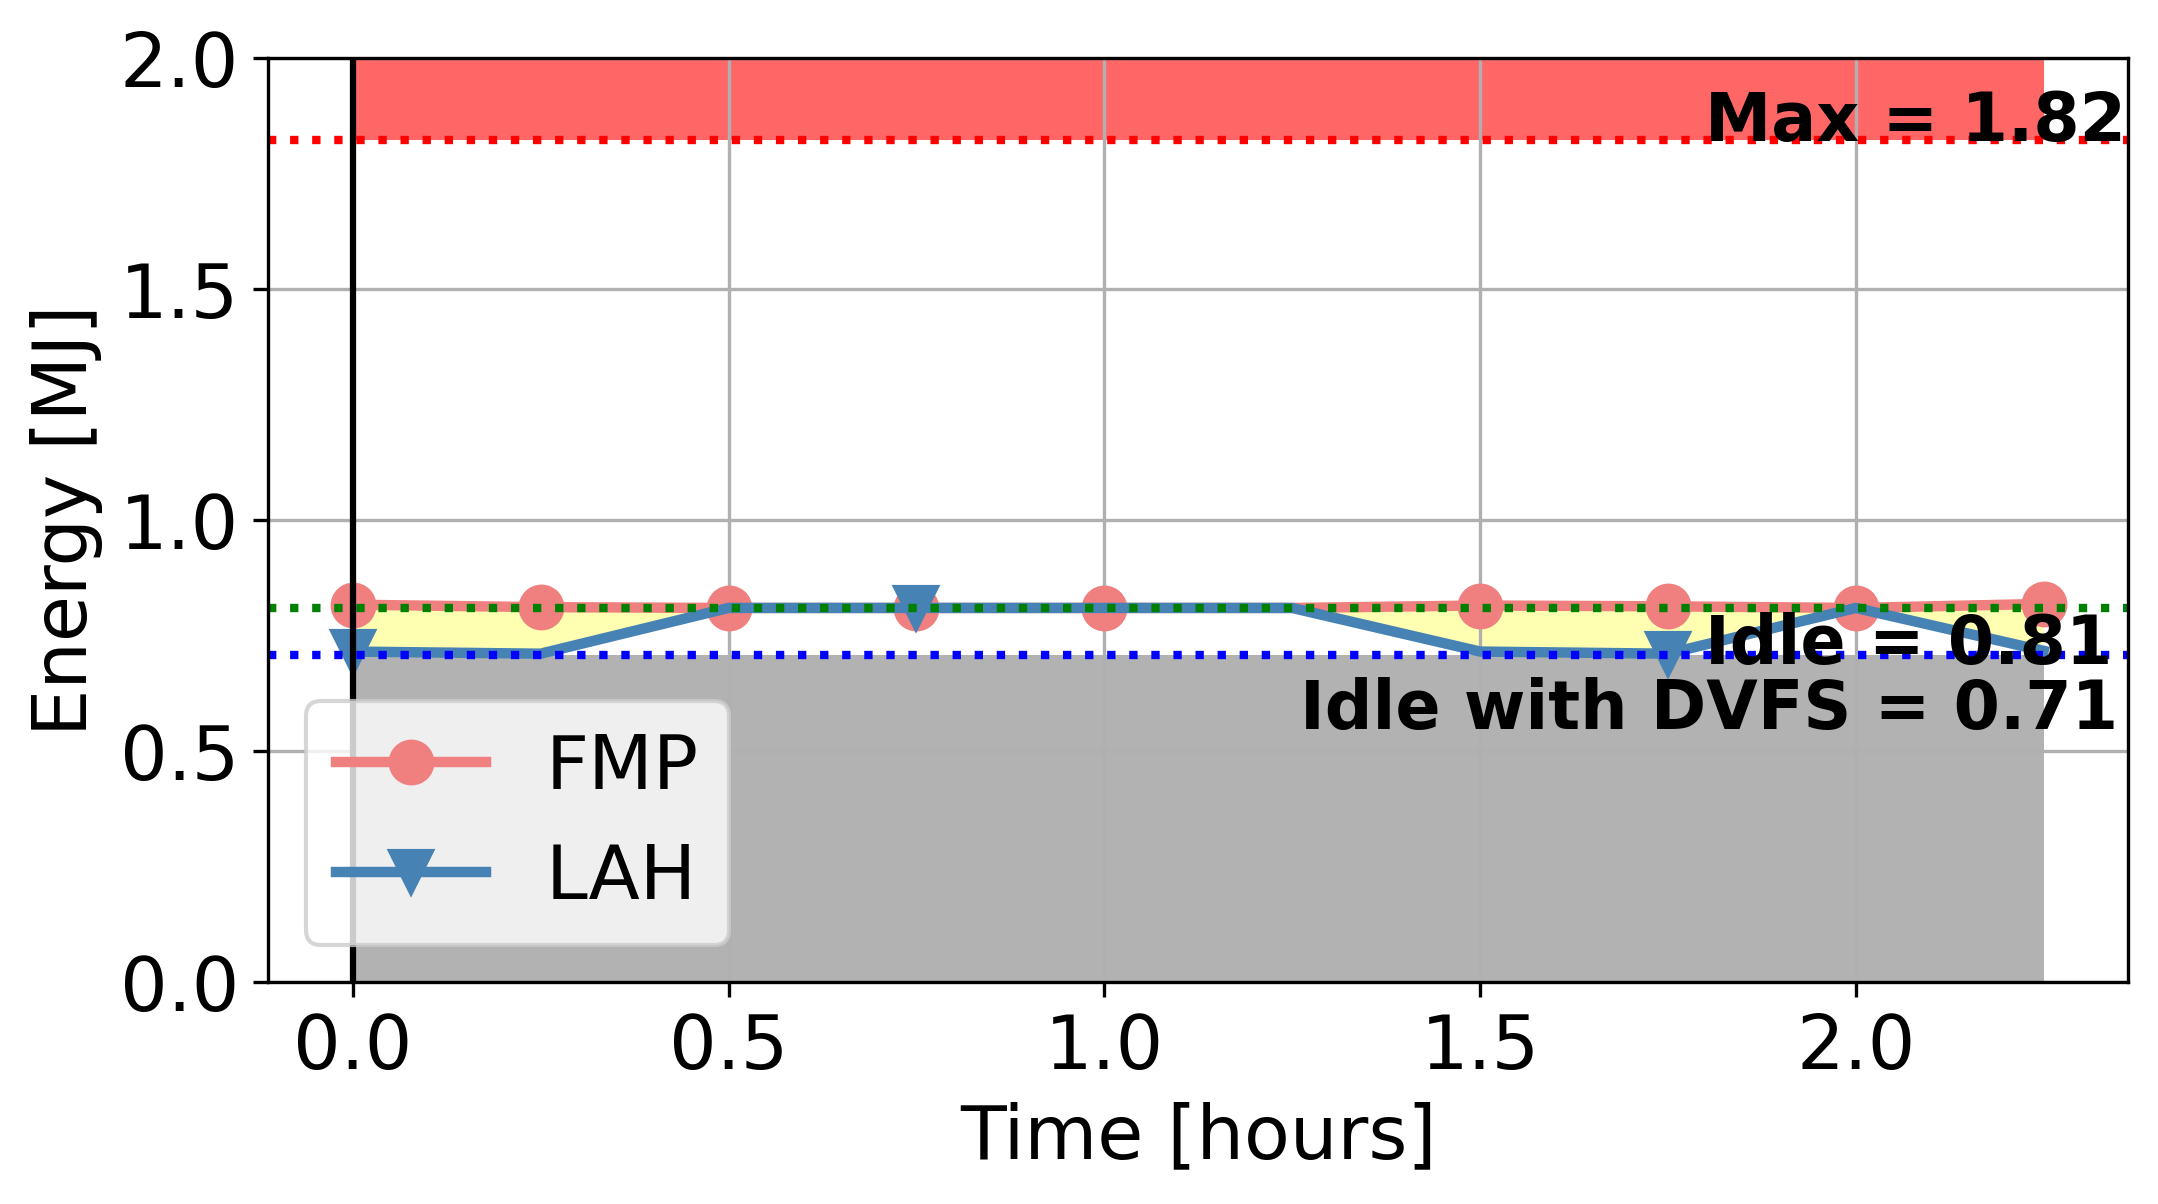 2.0
1.5
1.0
0.5
0.0
Energy [MJ]
Max = 1.82
Idle = 0.81
Idle with DVFS = 0.71
FMP
LAH
0.0 0.5 1.0 1.5 2.0
Time [hours]